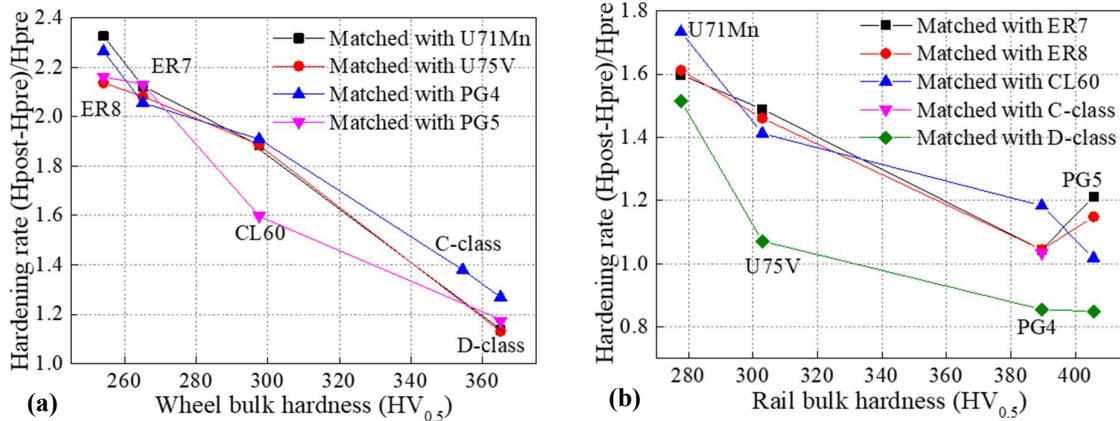 Hardening rate (Hpost-Hpre)/Hpre
2.4
2.2
2.0
1.8
1.6
1.4
1.2
1.0
Matched with U71Mn
Matched with U75V
Matched with PG4
Matched with PG5
ER7
ER8
CL60
C-class
D-class
260
280
300
320
340
360
(a)
Wheel bulk hardness (HV0.5)
Hardening rate (Hpost-Hpre)/Hpre
1.8
1.6
1.4
1.2
1.0
0.8
U71Mn
Matched with ER7
Matched with ER8
Matched with CL60
Matched with C-class
Matched with D-class
PG5
U75V
PG4
280
300
320
340
360
380
400
(b)
Rail bulk hardness (HV0.5)